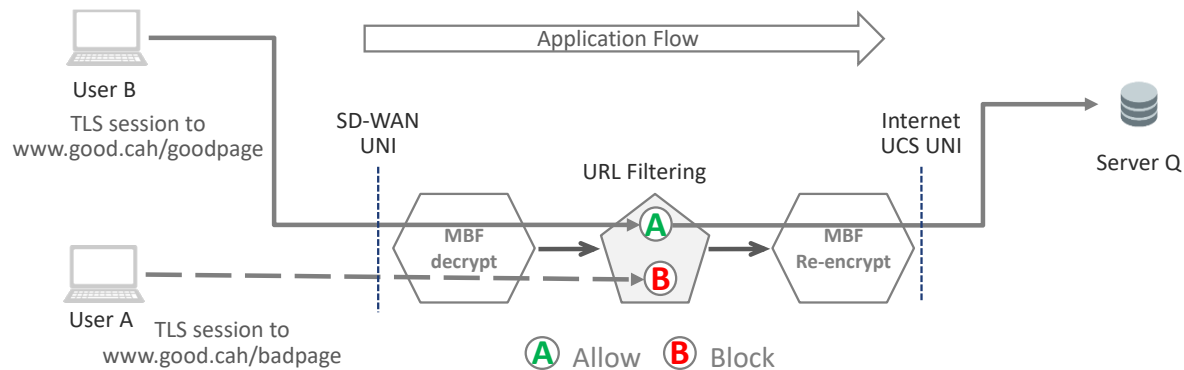 Application Flow
User B
TLS session to
www.good.cah/goodpage
SD-WAN
UNI
Internet
UCS UNI
Server Q
URL Filtering
A
MBF
decrypt
MBF
Re-encrypt
B
User A
TLS session to
www.good.cah/badpage
A Allow B Block